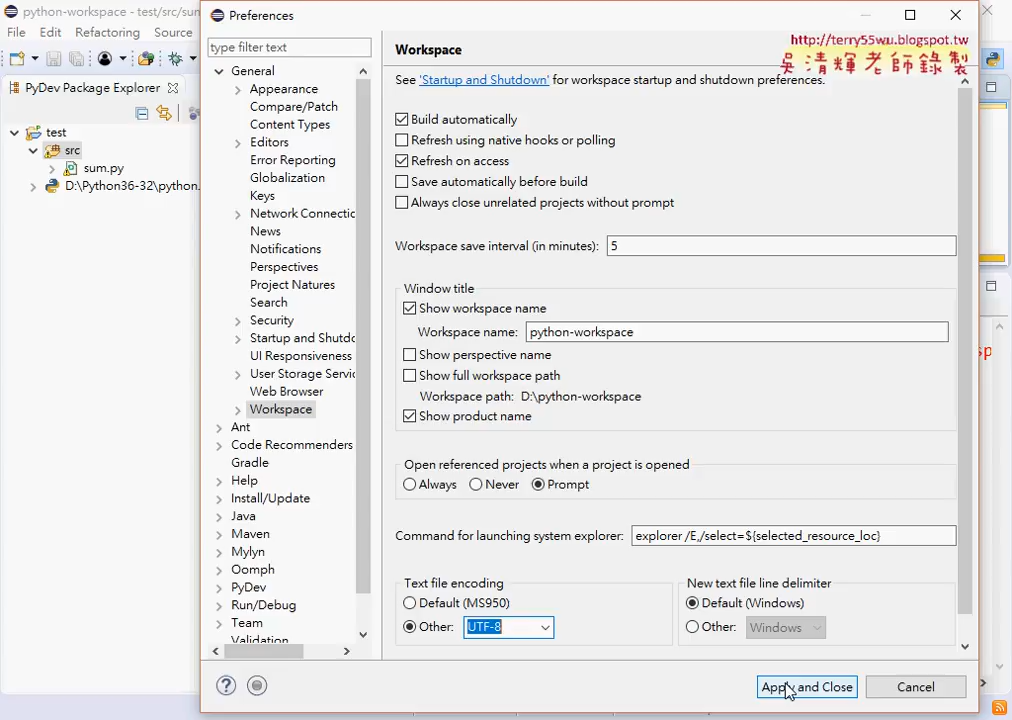 python-workspace - test/src/sun
File Edit Refactoring Source
PyDev Package Explorer
test
src
sum.py
D:\Python36-32\python.
Preferences
type filter text
General
Appearance
Compare/Patch
Content Types
Editors
Error Reporting
Globalization
Keys
Network Connectic
News
Notifications
Perspectives
Project Natures
Search
Security
Startup and Shutdo
UI Responsiveness
User Storage Servic
Web Browser
Workspace
Ant
Code Recommenders
Gradle
Help
Install/Update
Java
Maven
Mylyn
Oomph
PyDev
Run/Debug
Team
Validation
Workspace
http://terry55wu.blogspot.tw
吳清輝老師錄製
See 'Startup and Shutdown' for workspace startup and shutdown preferences.
Build automatically
Refresh using native hooks or polling
Refresh on access
Save automatically before build
Always close unrelated projects without prompt
Workspace save interval (in minutes): 5
Window title
Show workspace name
Workspace name: python-workspace
Show perspective name
Show full workspace path
Workspace path: D:\python-workspace
Show product name
Open referenced projects when a project is opened
Always Never Prompt
Command for launching system explorer: explorer /E,/select=${selected_resource_loc}
Text file encoding
Default (MS950)
Other: UTF-8
New text file line delimiter
Default (Windows)
Other: Windows
Apply and Close Cancel
sp